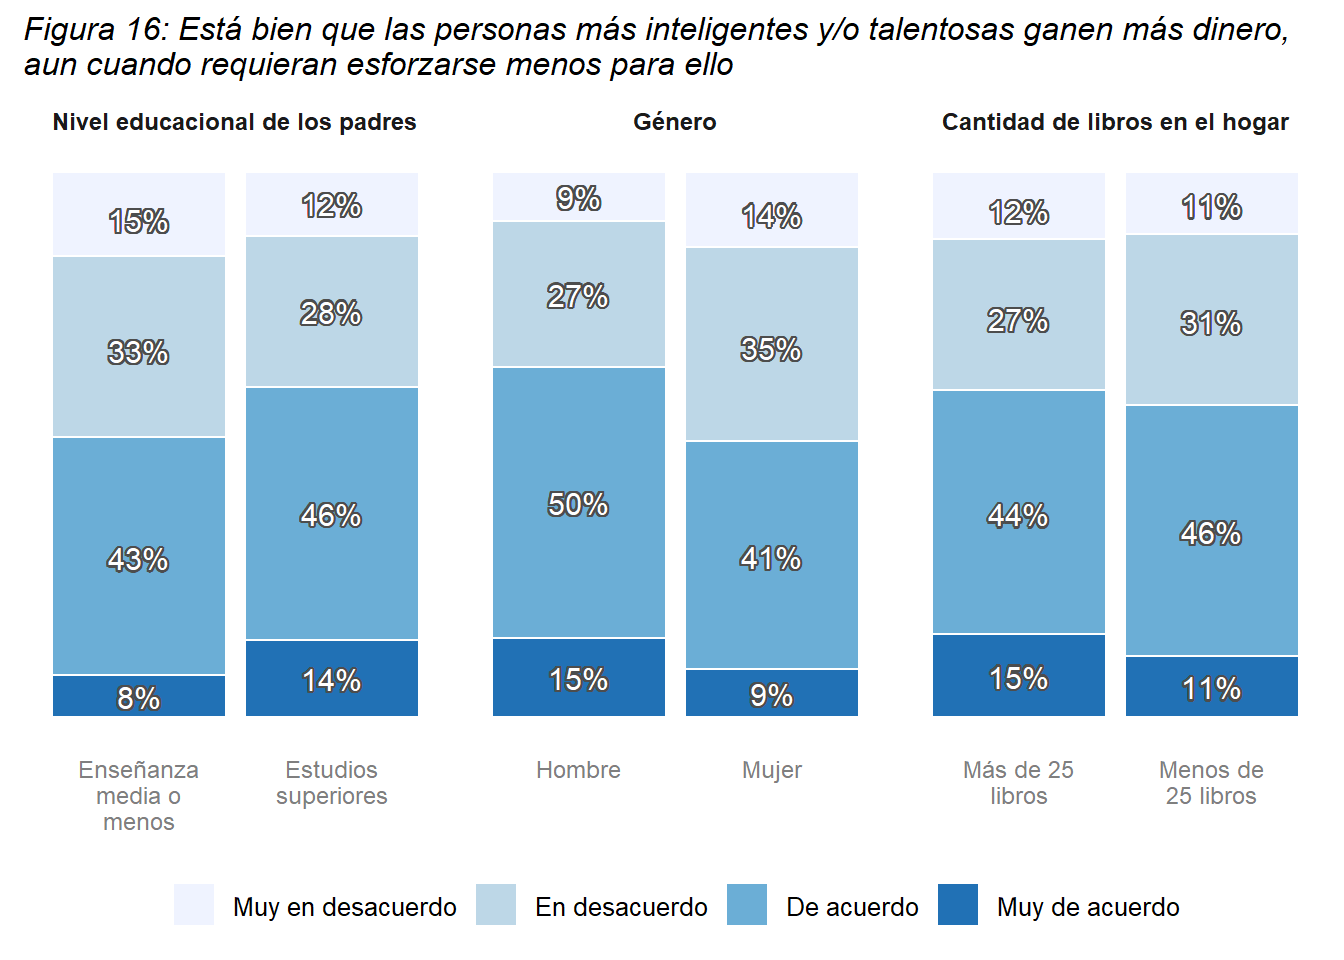 Figura 16: Está bien que las personas más inteligentes y/o talentosas ganen más dinero,
aun cuando requieran esforzarse menos para ello
Nivel educacional de los padres
15%
12%
33%
28%
43%
46%
8%
14%
Enseñanza
media o
menos
Estudios
superiores
Género
9%
14%
27%
35%
50%
41%
15%
9%
Hombre
Mujer
Cantidad de libros en el hogar
12%
11%
27%
31%
44%
46%
15%
11%
Más de 25
libros
Menos de
25 libros
Muy en desacuerdo
En desacuerdo
De acuerdo
Muy de acuerdo